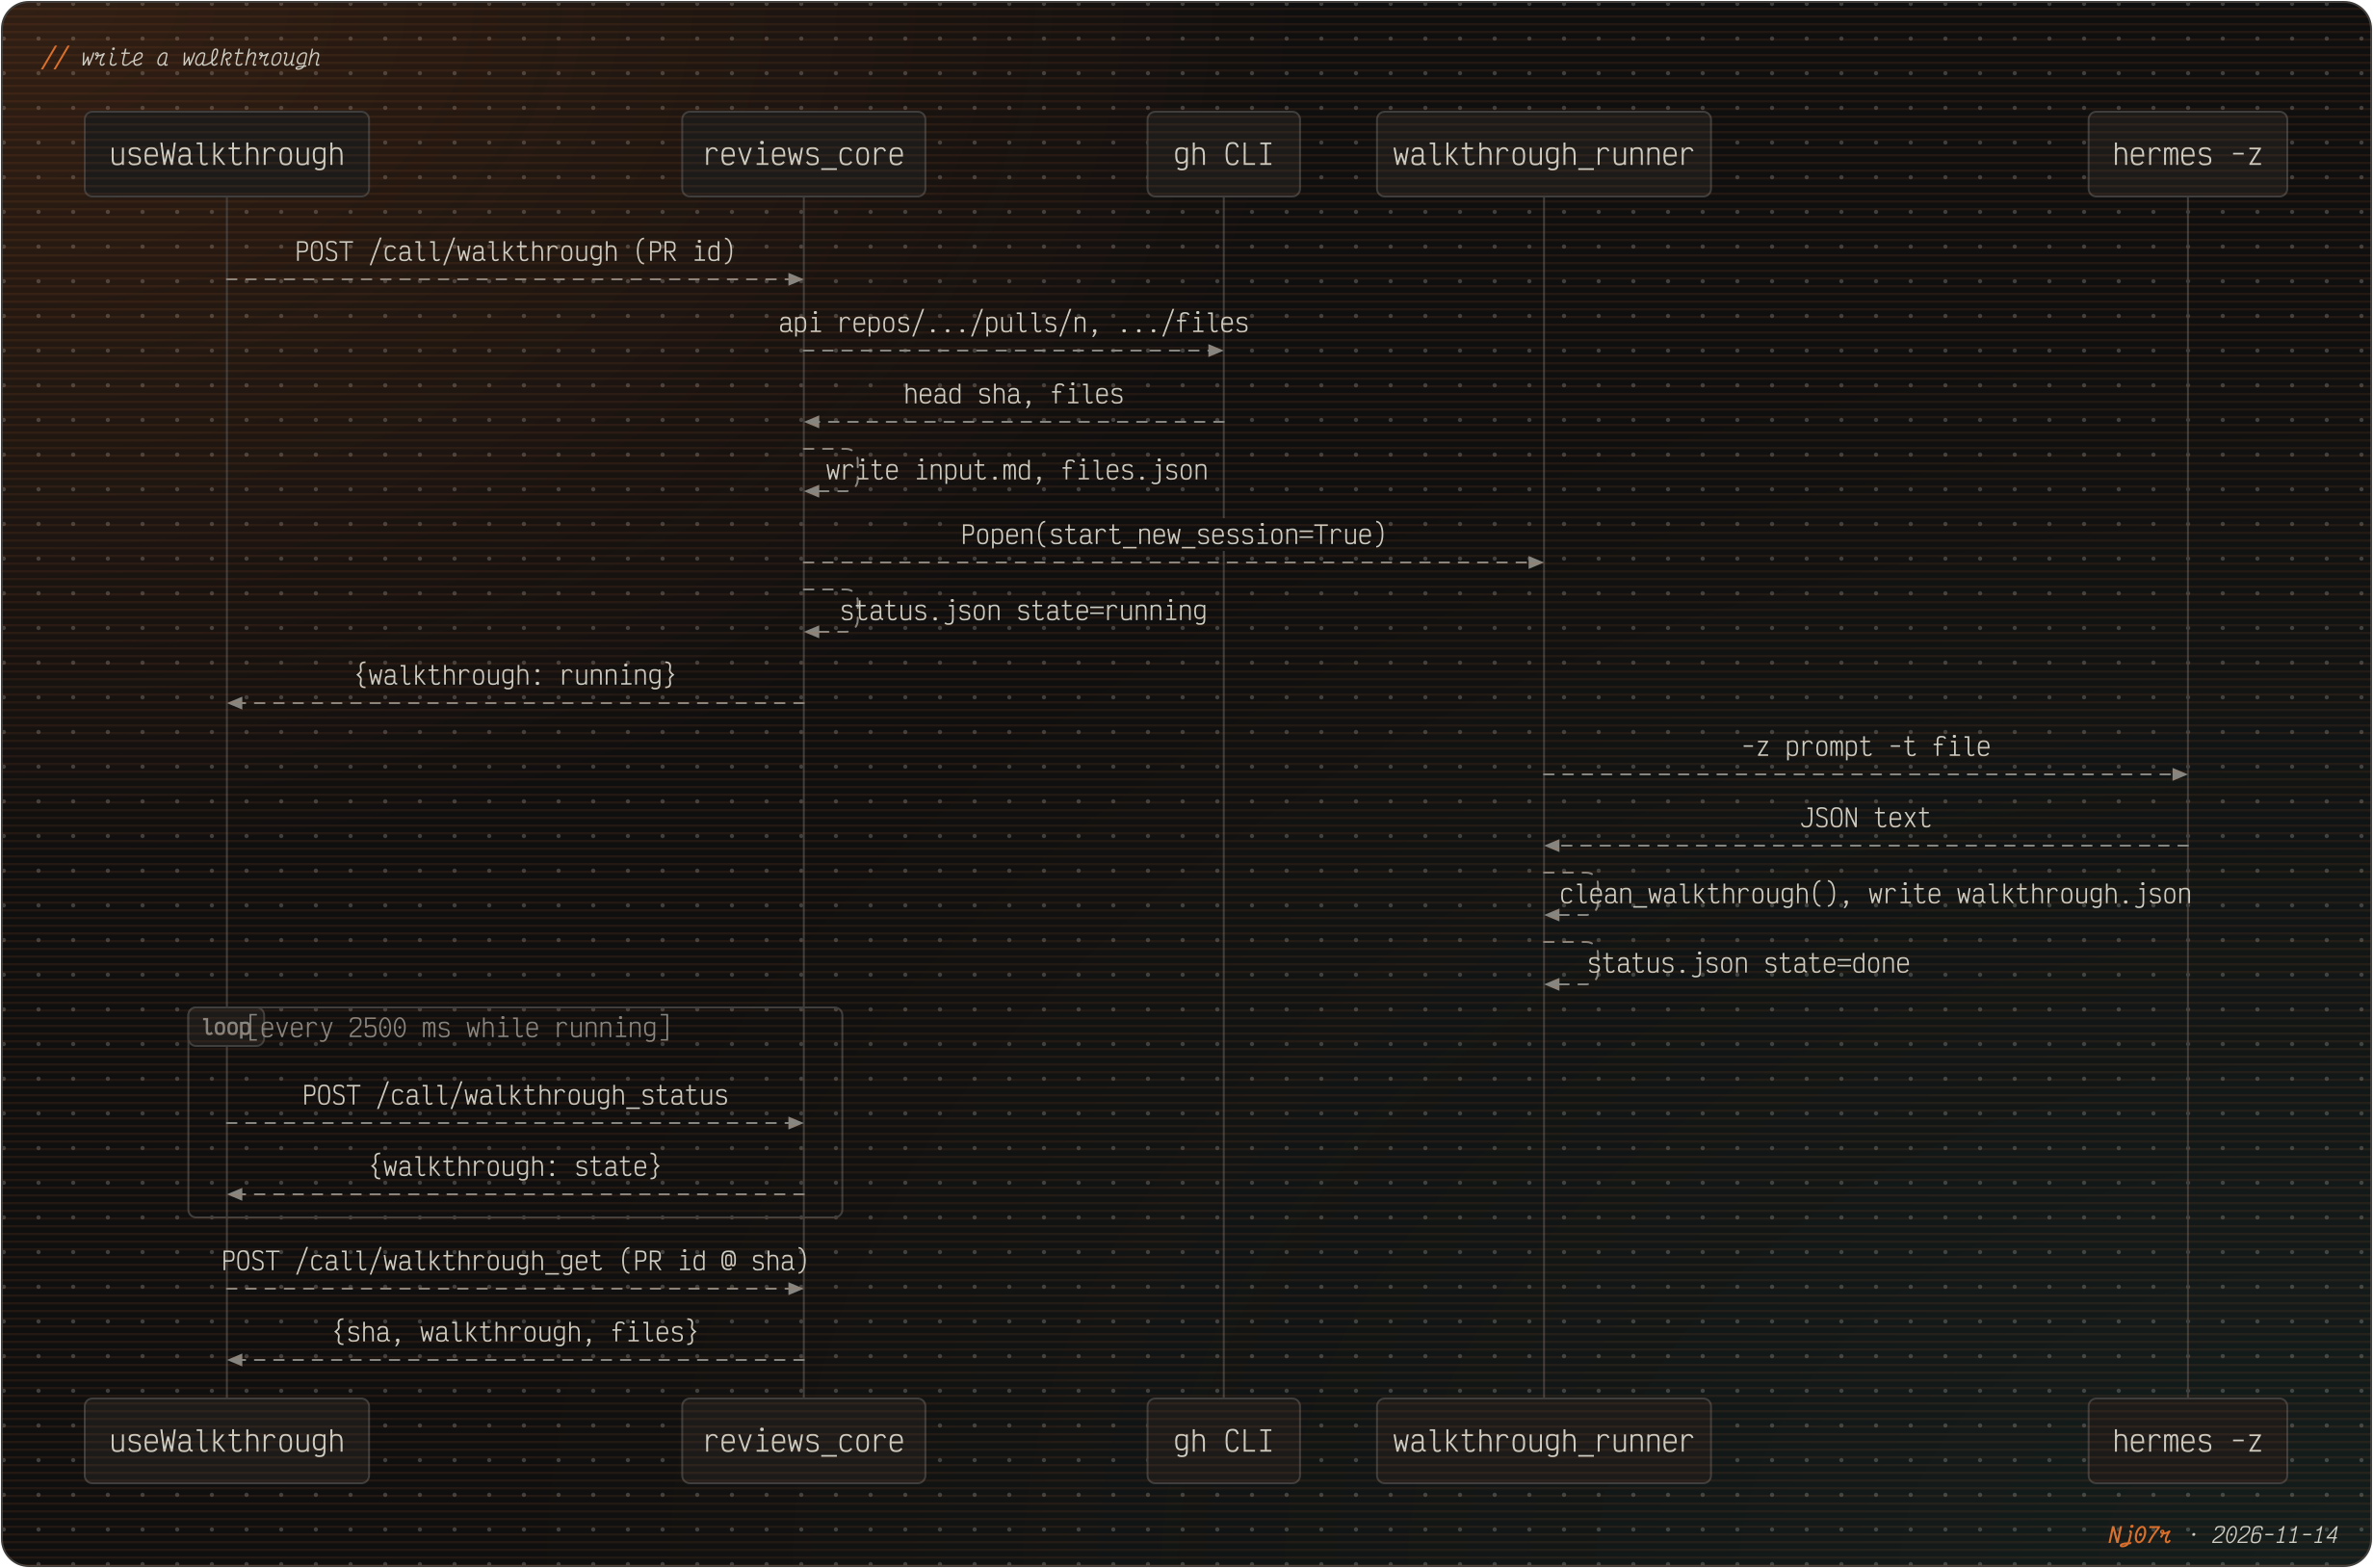 // write a walkthrough
useWalkthrough
reviews_core
gh CLI
walkthrough_runner
hermes -z
POST /call/walkthrough (PR id)
api repos/.../pulls/n, .../files
head sha, files
write input.md, files.json
Popen(start_new_session=True)
status.json state=running
{walkthrough: running}
-z prompt -t file
JSON text
clean_walkthrough(), write walkthrough.json
status.json state=done
loop [every 2500 ms while running]
POST /call/walkthrough_status
{walkthrough: state}
POST /call/walkthrough_get (PR id @ sha)
{sha, walkthrough, files}
useWalkthrough
reviews_core
gh CLI
walkthrough_runner
hermes -z
Nj07r · 2026-11-14